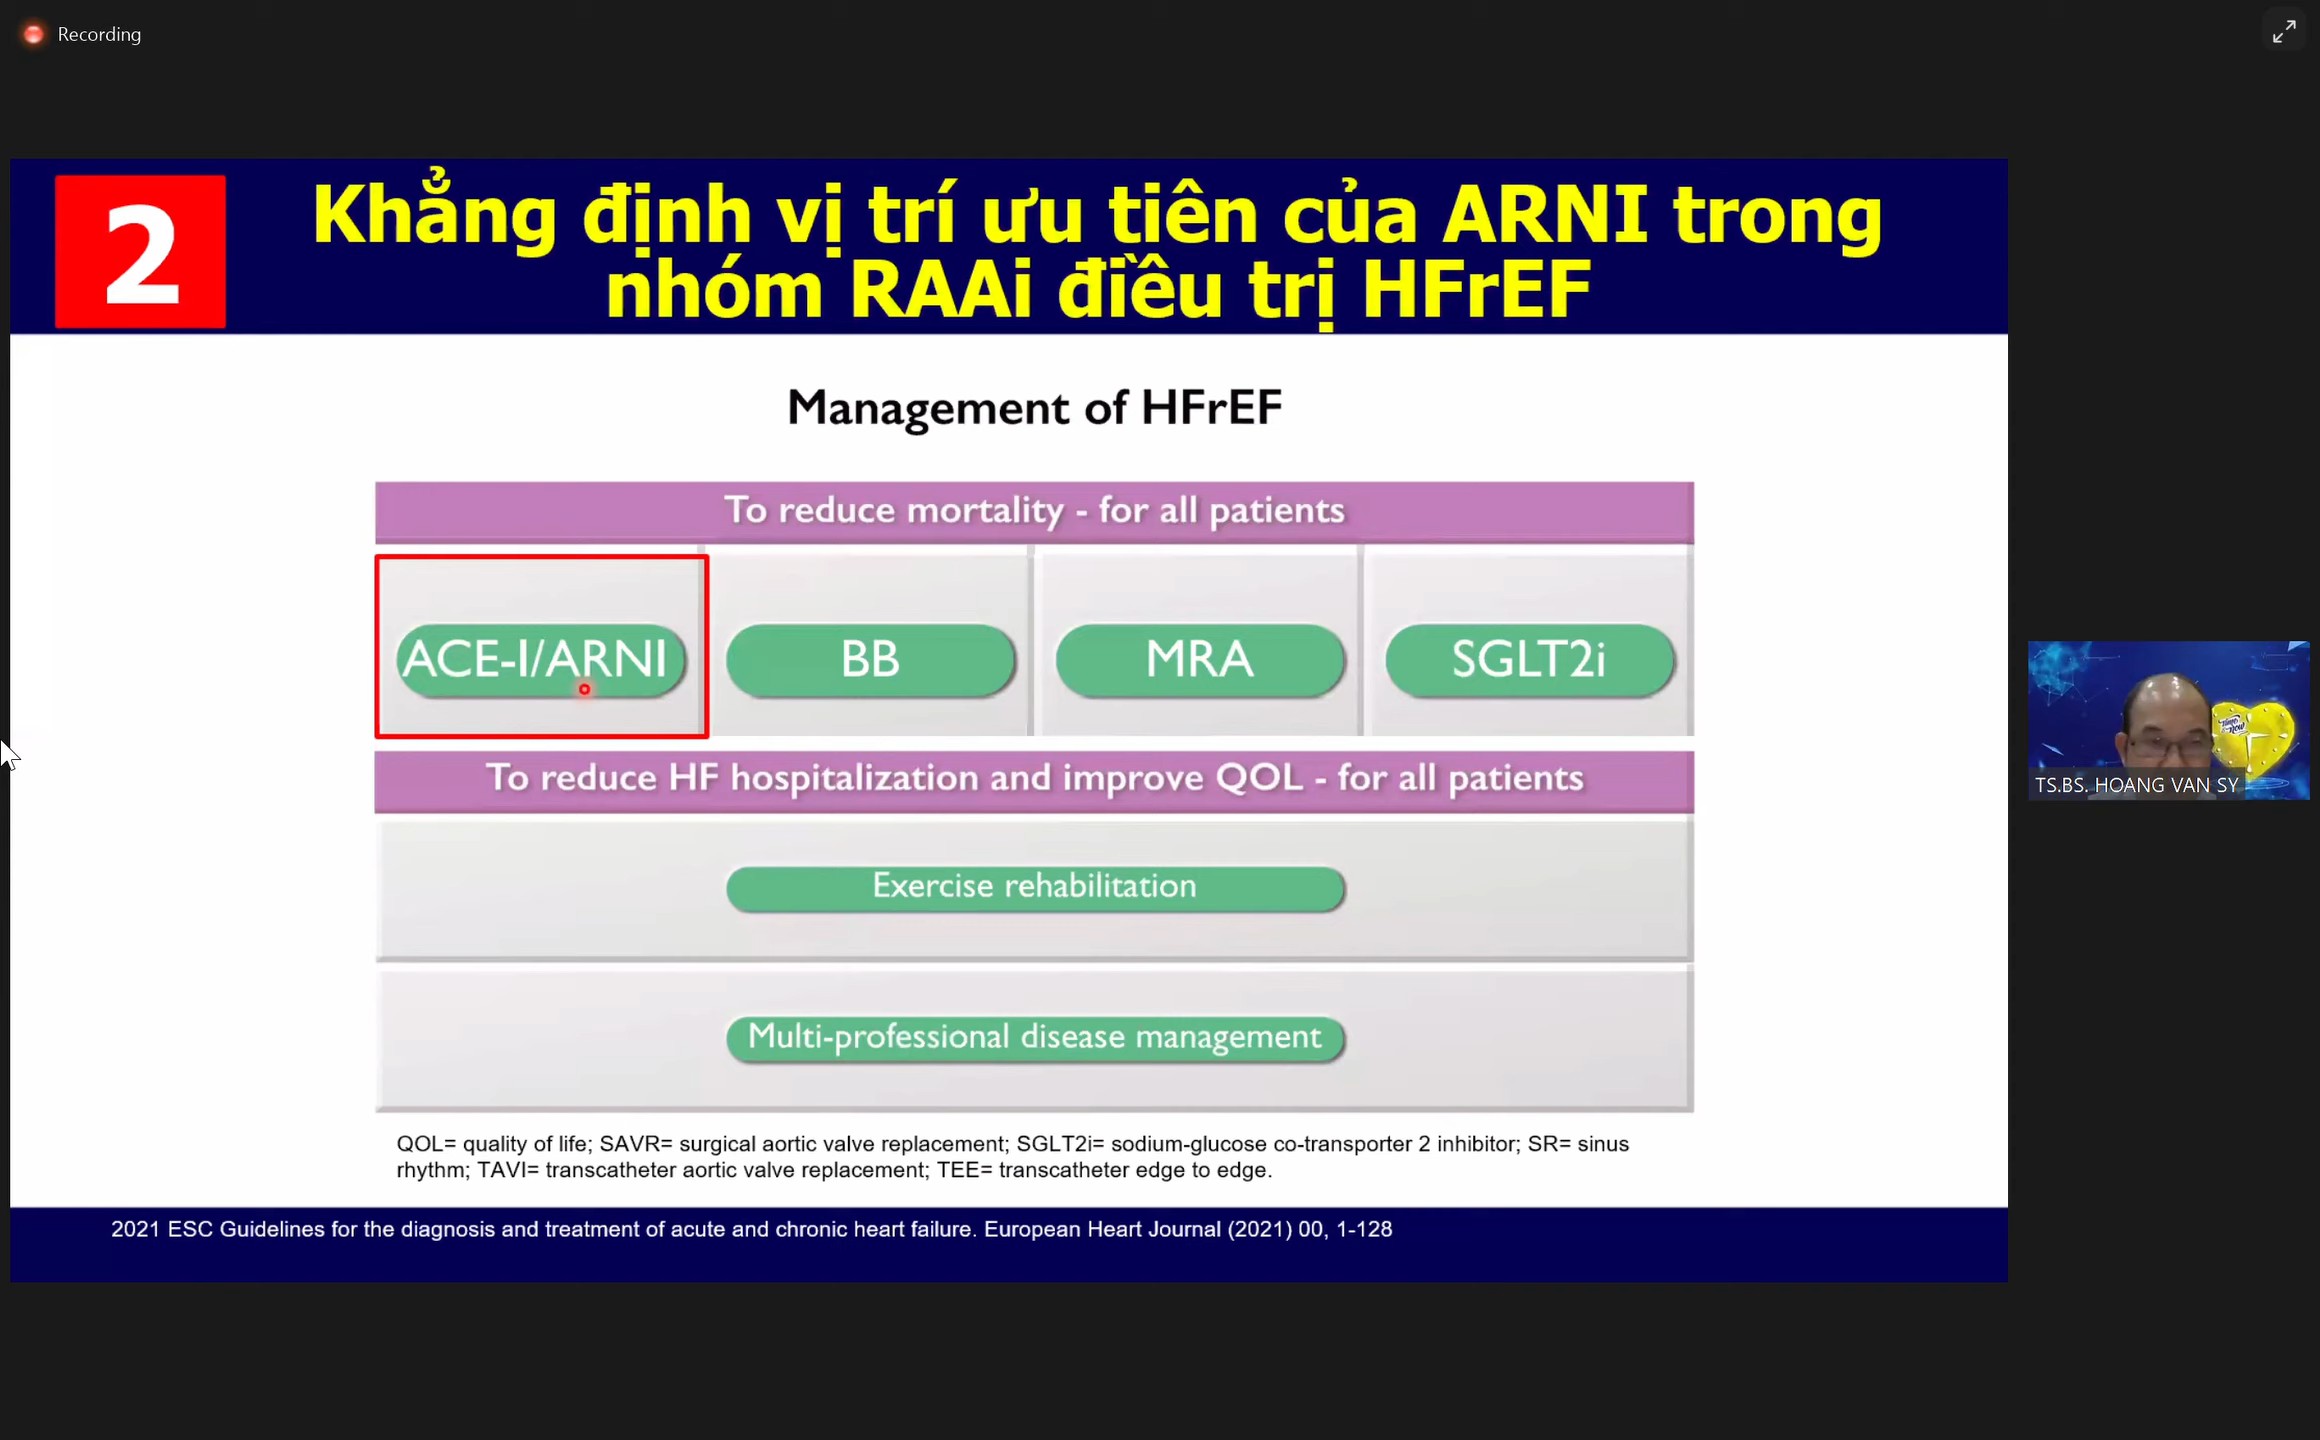 Recording
2
Khẳng định vị trí ưu tiên của ARNI trong
nhóm RAAi điều trị HFrEF
Management of HFrEF
To reduce mortality - for all patients
ACE-I/ARNI
BB
MRA
SGLT2i
To reduce HF hospitalization and improve QOL - for all patients
Exercise rehabilitation
Multi-professional disease management
QOL= quality of life; SAVR= surgical aortic valve replacement; SGLT2i= sodium-glucose co-transporter 2 inhibitor; SR= sinus
rhythm; TAVI= transcatheter aortic valve replacement; TEE= transcatheter edge to edge.
2021 ESC Guidelines for the diagnosis and treatment of acute and chronic heart failure. European Heart Journal (2021) 00, 1-128
TS.BS. HOANG VAN SY